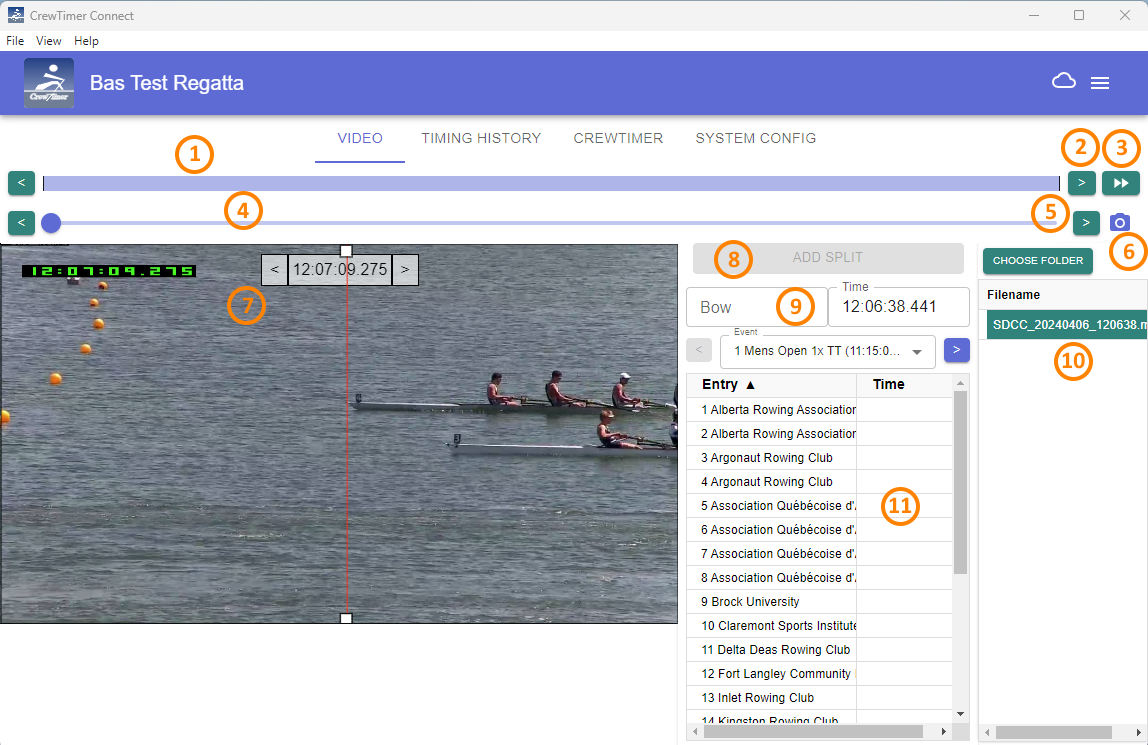 CrewTimer Connect
File View Help
CrewTimer
Bas Test Regatta
VIDEO TIMING HISTORY CREWTIMER SYSTEM CONFIG
1 2 3
< > >>
4 5
< >
6
12:07:09.275
< 12:07:09.275 >
7
8 ADD SPLIT
CHOOSE FOLDER
Bow 9 Time 12:06:38.441
Filename
SDCC_20240406_120638.m
10
Event
< 1 Mens Open 1x TT (11:15:0... >
Entry ▲ Time
1 Alberta Rowing Association
2 Alberta Rowing Association
3 Argonaut Rowing Club
4 Argonaut Rowing Club
5 Association Québécoise d'
11
6 Association Québécoise d'
7 Association Québécoise d'
8 Association Québécoise d'
9 Brock University
10 Claremont Sports Institute
11 Delta Deas Rowing Club
12 Fort Langley Community
13 Inlet Rowing Club
14 Kingston Rowing Club
3